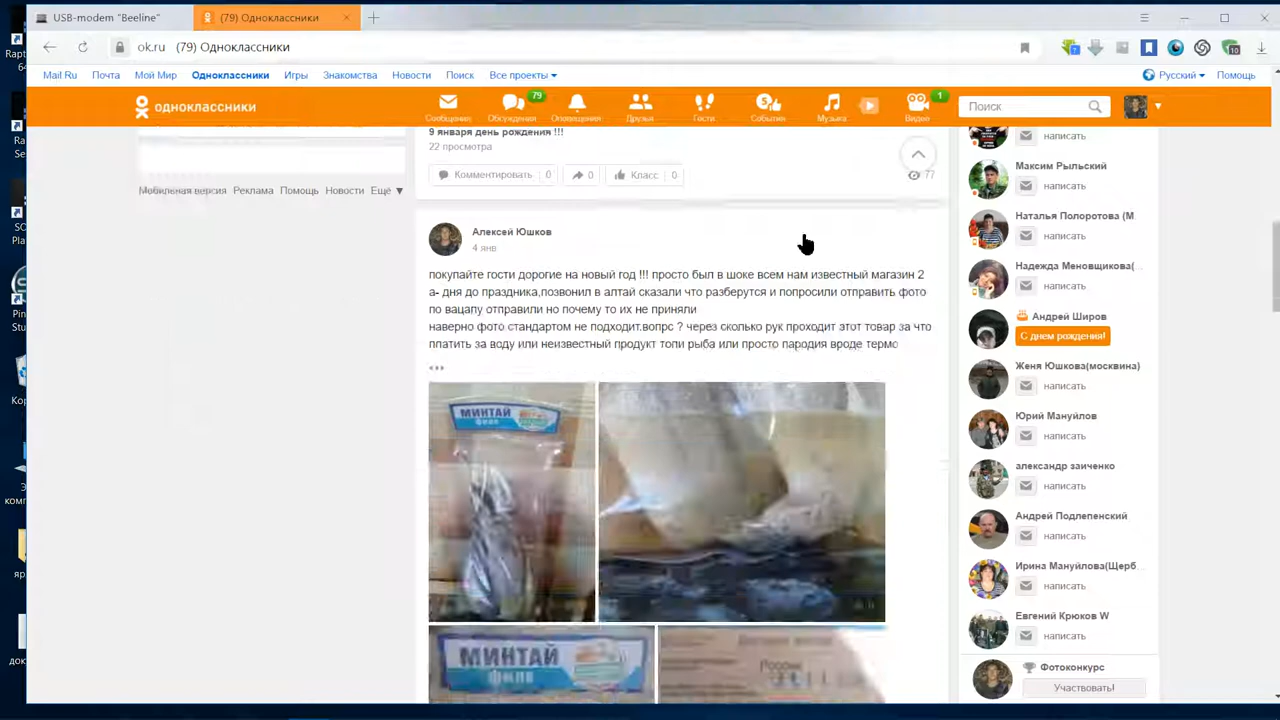 USB-modem "Beeline"
(79) Одноклассники
ok.ru (79) Одноклассники
10
Mail Ru Почта Мой Мир Одноклассники Игры Знакомства Новости Поиск Все проекты
Русский Помощь
одноклассники
79
1
Сообщения Обсуждения Оповещения Друзья Гости События Музыка Видео
Поиск
9 января день рождения !!!
22 просмотра
Комментировать 0
0
Класс 0
77
Мобильная версия Реклама Помощь Новости Ещё
Алексей Юшков
4 янв
покупайте гости дорогие на новый год !!! просто был в шоке всем нам известный магазин 2
а- дня до праздника,позвонил в алтай сказали что разберутся и попросили отправить фото
по вацапу отправили но почему то их не приняли
наверно фото стандартом не подходит.вопрс ? через сколько рук проходит этот товар за что
платить за воду или неизвестный продукт топи рыба или просто пародия вроде термо
МИНТАЙ
филе
МИНТАЙ
филе
написать
Максим Рыльский
написать
Наталья Полоротова (М
написать
Надежда Меновщикова(...
написать
Андрей Широв
С днем рождения!
Женя Юшкова(москвина)
написать
Юрий Мануйлов
написать
александр заиченко
написать
Андрей Подлепенский
написать
Ирина Мануйлова(Щерб...
написать
Евгений Крюков W
написать
Фотоконкурс
Участвовать!